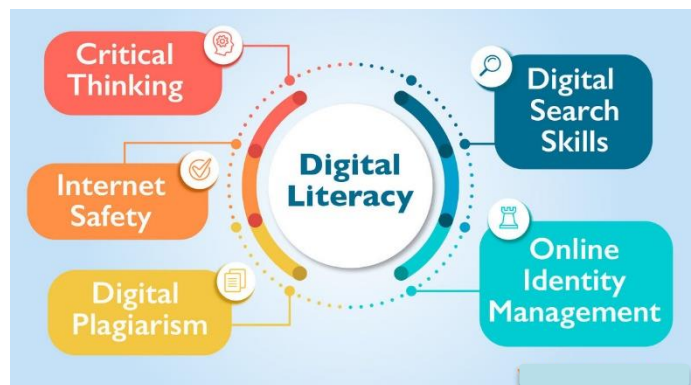 Critical
Thinking
Internet
Safety
Digital
Plagiarism
Digital
Literacy
Digital
Search
Skills
Online
Identity
Management